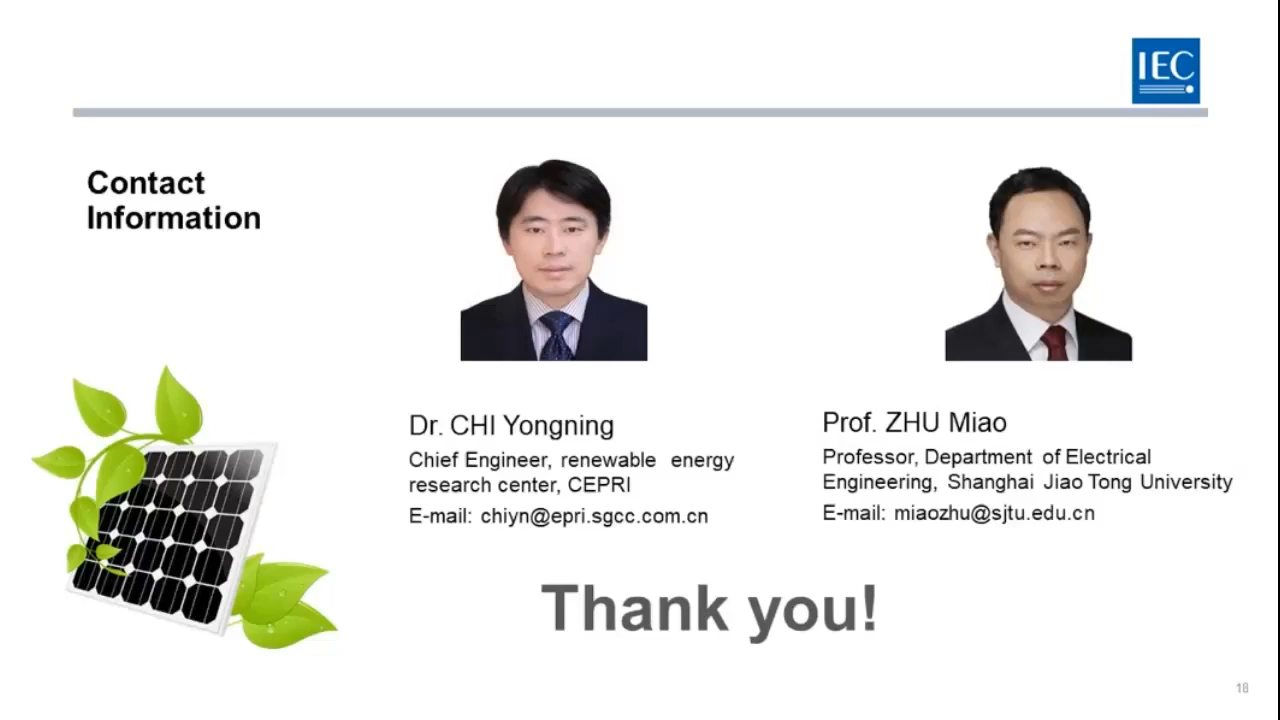 IEC
Contact
Information
Dr. CHI Yongning
Chief Engineer, renewable energy
research center, CEPRI
E-mail: chiyn@epri.sgcc.com.cn
Prof. ZHU Miao
Professor, Department of Electrical
Engineering, Shanghai Jiao Tong University
E-mail: miaozhu@sjtu.edu.cn
Thank you!
18